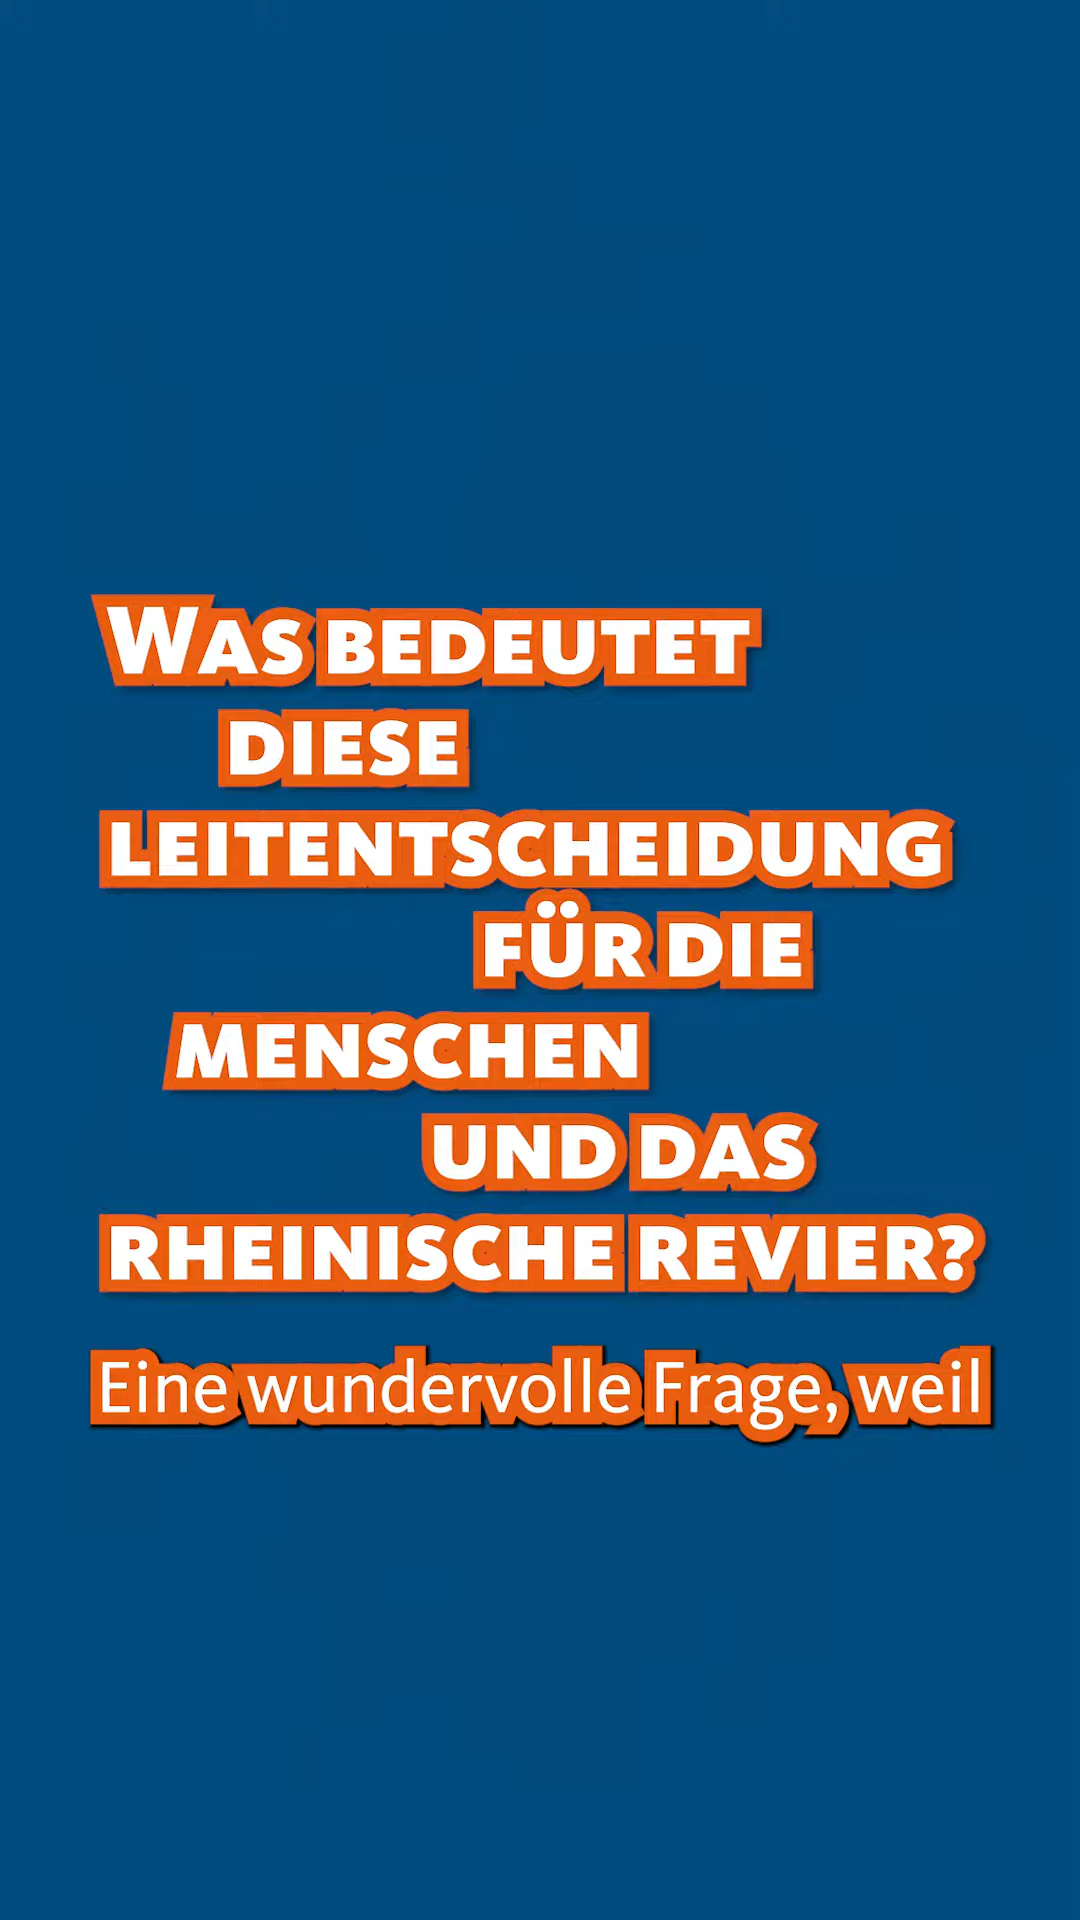 Was bedeutet
diese
Leitentscheidung
für die
Menschen
und das
Rheinische Revier?
Eine wundervolle Frage, weil